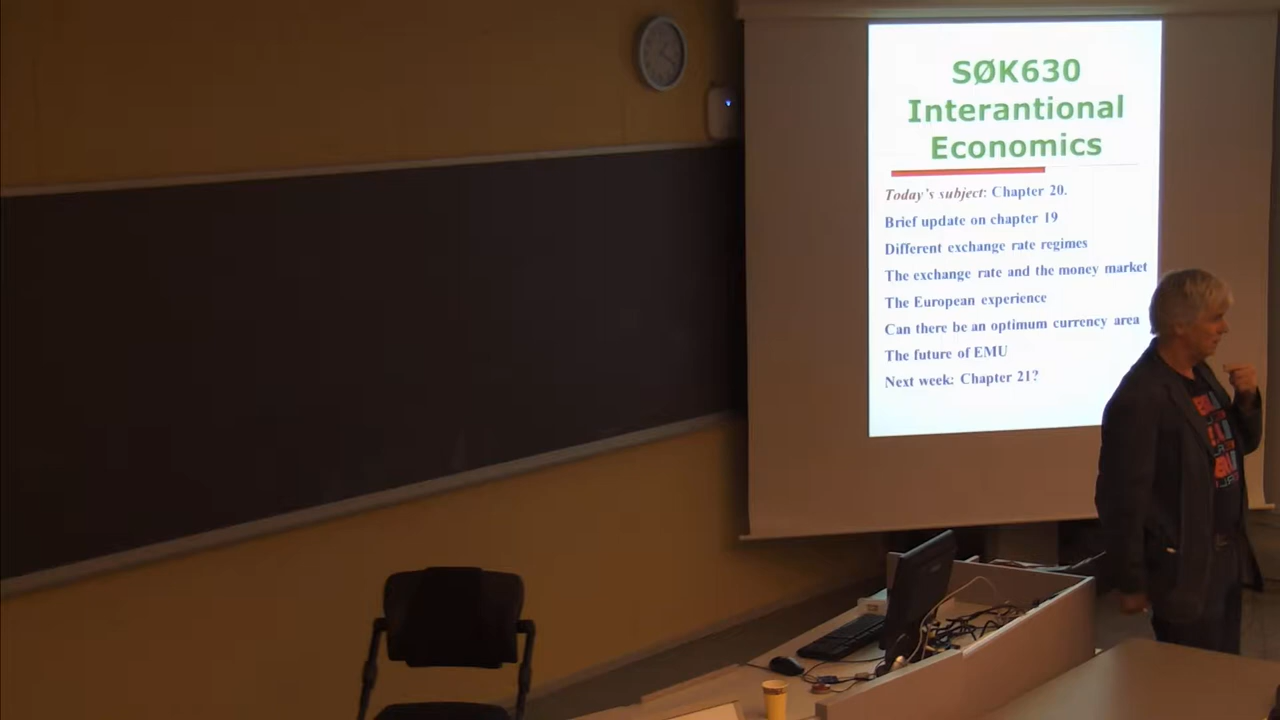 SØK630
Interantional
Economics
Today's subject: Chapter 20.
Brief update on chapter 19
Different exchange rate regimes
The exchange rate and the money market
The European experience
Can there be an optimum currency area
The future of EMU
Next week: Chapter 21?